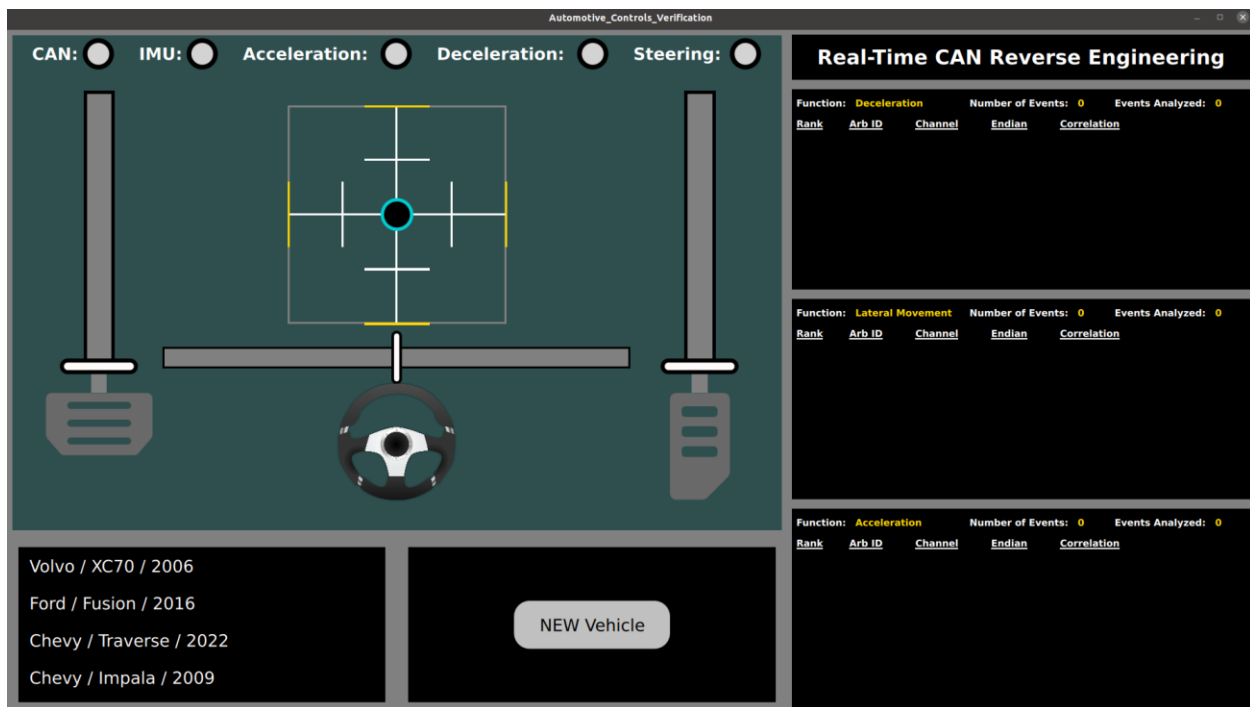 Automotive_Controls_Verification
CAN: IMU: Acceleration: Deceleration: Steering:
Real-Time CAN Reverse Engineering
Function: Deceleration Number of Events: 0 Events Analyzed: 0
Rank Arb ID Channel Endian Correlation
Function: Lateral Movement Number of Events: 0 Events Analyzed: 0
Rank Arb ID Channel Endian Correlation
Function: Acceleration Number of Events: 0 Events Analyzed: 0
Rank Arb ID Channel Endian Correlation
Volvo / XC70 / 2006
Ford / Fusion / 2016
Chevy / Traverse / 2022
Chevy / Impala / 2009
NEW Vehicle